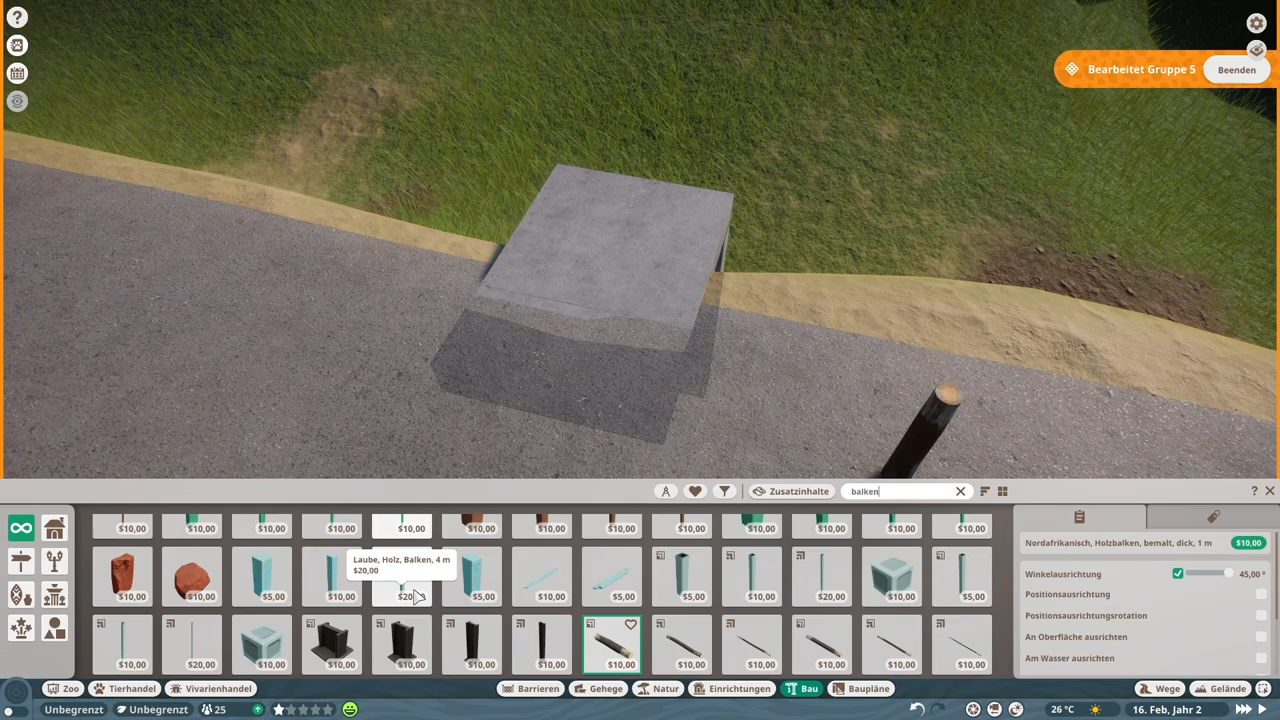 ?
Bearbeitet Gruppe 5
Beenden
Zusatzinhalte
balken
?
$10,00 $10,00 $10,00 $10,00 $10,00 $10,00 $10,00 $10,00 $10,00 $10,00 $10,00 $10,00 $10,00
Laube, Holz, Balken, 4 m
$20,00
$10,00 $10,00 $5,00 $10,00 $20,00 $5,00 $10,00 $5,00 $5,00 $10,00 $20,00 $10,00 $5,00
$10,00 $20,00 $10,00 $10,00 $10,00 $10,00 $10,00 $10,00 $10,00 $10,00 $10,00 $10,00 $10,00
Nordafrikanisch, Holzbalken, bemalt, dick, 1 m
$10,00
Winkelausrichtung
45,00 °
Positionsausrichtung
Positionsausrichtungsrotation
An Oberfläche ausrichten
Am Wasser ausrichten
Zoo
Tierhandel
Vivarienhandel
Barrieren
Gehege
Natur
Einrichtungen
Bau
Baupläne
Wege
Gelände
Unbegrenzt
Unbegrenzt
25
26 °C
16. Feb, Jahr 2